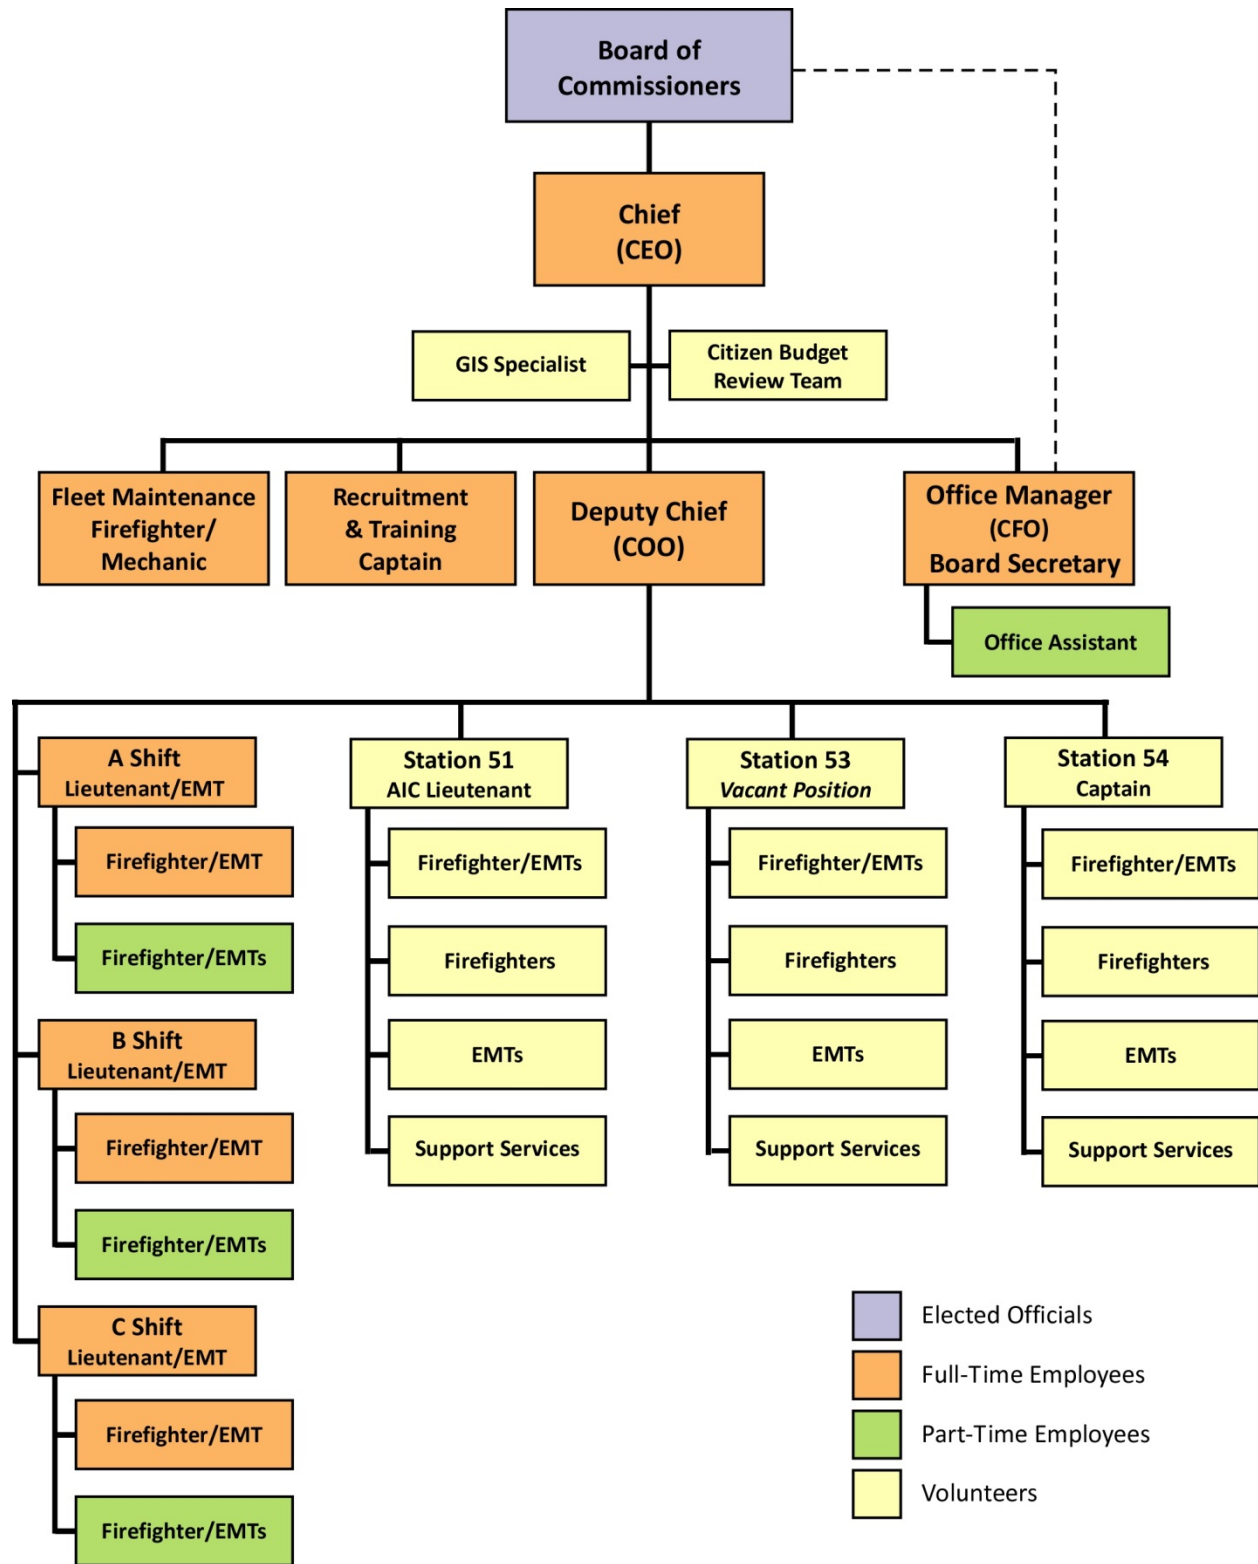 Board of
Commissioners
Chief
(CEO)
GIS Specialist
Citizen Budget
Review Team
Fleet Maintenance
Firefighter/
Mechanic
Recruitment
& Training
Captain
Deputy Chief
(COO)
Office Manager
(CFO)
Board Secretary
Office Assistant
A Shift
Lieutenant/EMT
Firefighter/EMT
Firefighter/EMTs
B Shift
Lieutenant/EMT
Firefighter/EMT
Firefighter/EMTs
C Shift
Lieutenant/EMT
Firefighter/EMT
Firefighter/EMTs
Station 51
AIC Lieutenant
Firefighter/EMTs
Firefighters
EMTs
Support Services
Station 53
Vacant Position
Firefighter/EMTs
Firefighters
EMTs
Support Services
Station 54
Captain
Firefighter/EMTs
Firefighters
EMTs
Support Services
Elected Officials
Full-Time Employees
Part-Time Employees
Volunteers